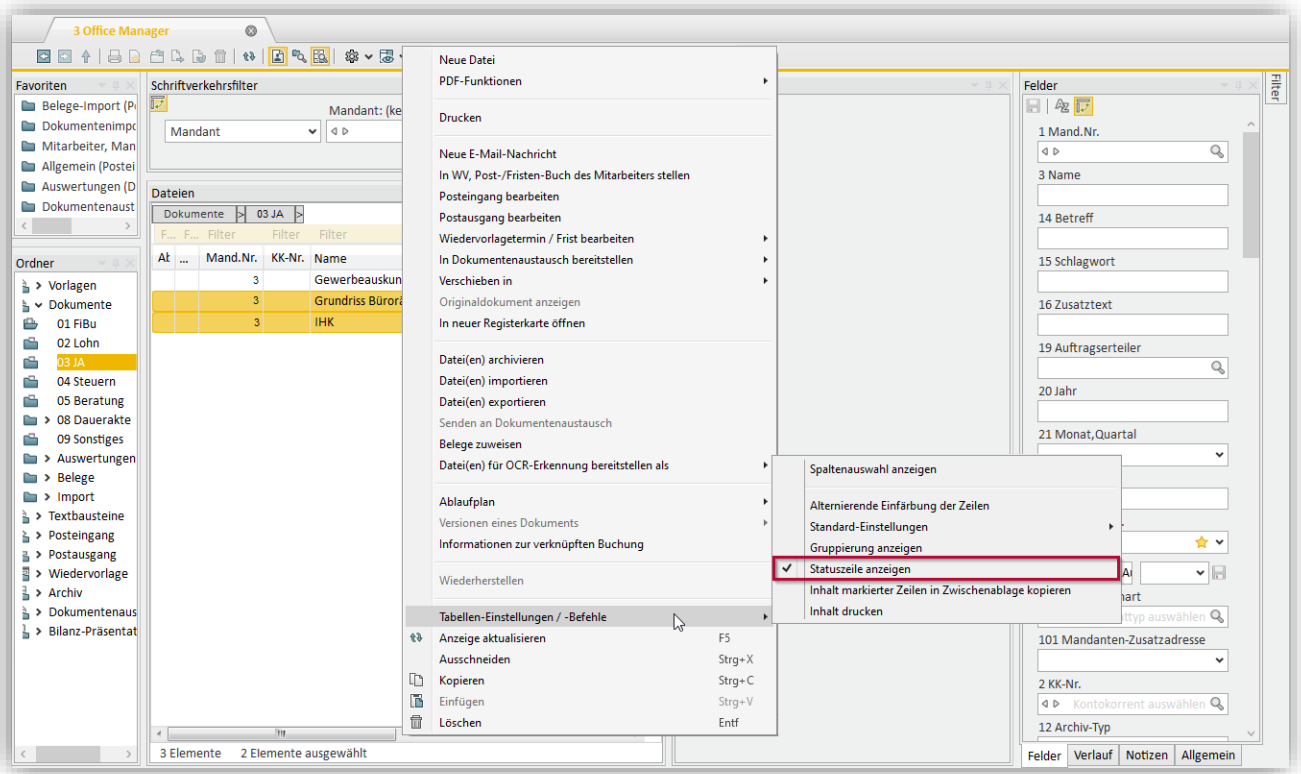 3 Office Manager
Favoriten
Belege-Import (P
Dokumentenimpo
Mitarbeiter, Man
Allgemein (Postei
Auswertungen (D
Dokumentenaust
Ordner
Vorlagen
Dokumente
01 FiBu
02 Lohn
03 JA
04 Steuern
05 Beratung
08 Dauerakte
09 Sonstiges
Auswertungen
Belege
Import
Textbausteine
Posteingang
Postausgang
Wiedervorlage
Archiv
Dokumentenaus
Bilanz-Präsentat
Schriftverkehrsfilter
Mandant: (ke
Mandant
Dateien
Dokumente 03 JA
F... F... Filter Filter Filter
... Mand.Nr. KK-Nr. Name
3 Gewerbeauskun
3 Grundriss Bürorä
3 IHK
3 Elemente 2 Elemente ausgewählt
Neue Datei
PDF-Funktionen
Drucken
Neue E-Mail-Nachricht
In WV, Post-/Fristen-Buch des Mitarbeiters stellen
Posteingang bearbeiten
Postausgang bearbeiten
Wiedervorlagetermin / Frist bearbeiten
In Dokumentenaustausch bereitstellen
Verschieben in
Originaldokument anzeigen
In neuer Registerkarte öffnen
Datei(en) archivieren
Datei(en) importieren
Datei(en) exportieren
Senden an Dokumentenaustausch
Belege zuweisen
Datei(en) für OCR-Erkennung bereitstellen als
Ablaufplan
Versionen eines Dokuments
Informationen zur verknüpften Buchung
Wiederherstellen
Tabellen-Einstellungen / -Befehle
Anzeige aktualisieren F5
Ausschneiden Strg+X
Kopieren Strg+C
Einfügen Strg+V
Löschen Entf
Spaltenauswahl anzeigen
Alternierende Einfärbung der Zeilen
Standard-Einstellungen
Gruppierung anzeigen
Statuszeile anzeigen
Inhalt markierter Zeilen in Zwischenablage kopieren
Inhalt drucken
Felder
1 Mand.Nr.
3 Name
14 Betreff
15 Schlagwort
16 Zusatztext
19 Auftragserteiler
20 Jahr
21 Monat,Quartal
nart
ttyp auswählen
101 Mandanten-Zusatzadresse
2 KK-Nr.
Kontokorrent auswählen
12 Archiv-Typ
Felder Verlauf Notizen Allgemein
Filter